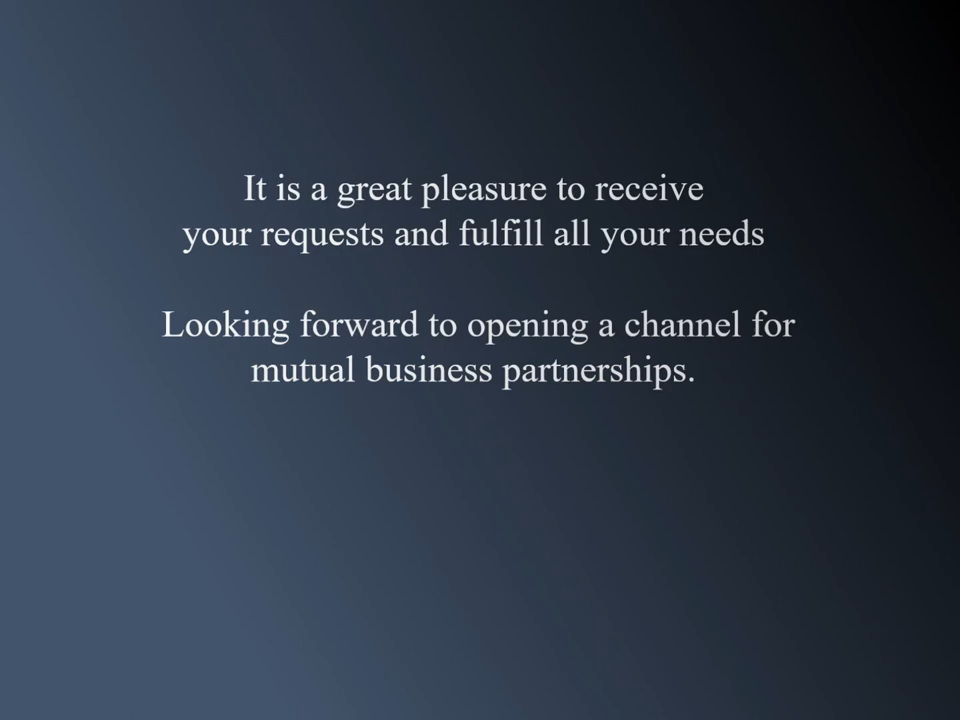 It is a great pleasure to receive
your requests and fulfill all your needs
Looking forward to opening a channel for
mutual business partnerships.